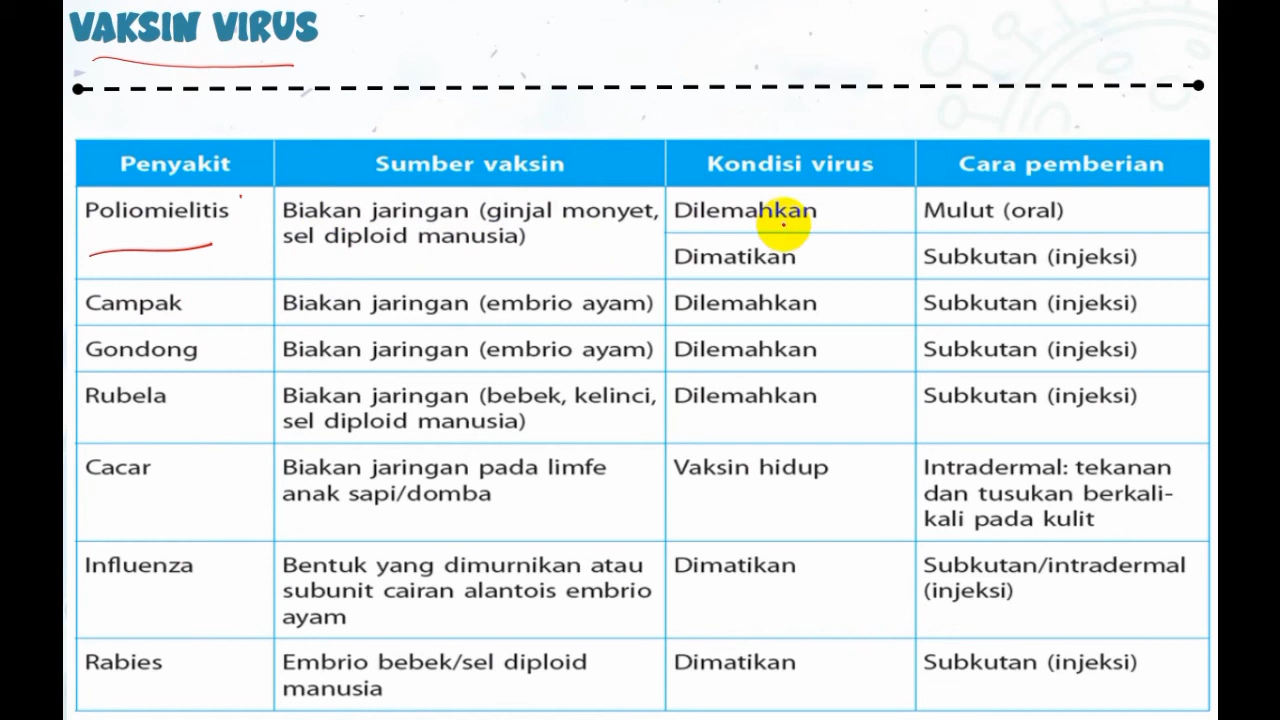 VAKSIN VIRUS
Penyakit Sumber vaksin Kondisi virus Cara pemberian
Poliomielitis Biakan jaringan (ginjal monyet, Dilemahkan Mulut (oral)
sel diploid manusia)
Dimatikan Subkutan (injeksi)
Campak Biakan jaringan (embrio ayam) Dilemahkan Subkutan (injeksi)
Gondong Biakan jaringan (embrio ayam) Dilemahkan Subkutan (injeksi)
Rubela Biakan jaringan (bebek, kelinci, Dilemahkan Subkutan (injeksi)
sel diploid manusia)
Cacar Biakan jaringan pada limfe Vaksin hidup Intradermal: tekanan
anak sapi/domba dan tusukan berkali-
kali pada kulit
Influenza Bentuk yang dimurnikan atau Dimatikan Subkutan/intradermal
subunit cairan alantois embrio (injeksi)
ayam
Rabies Embrio bebek/sel diploid Dimatikan Subkutan (injeksi)
manusia